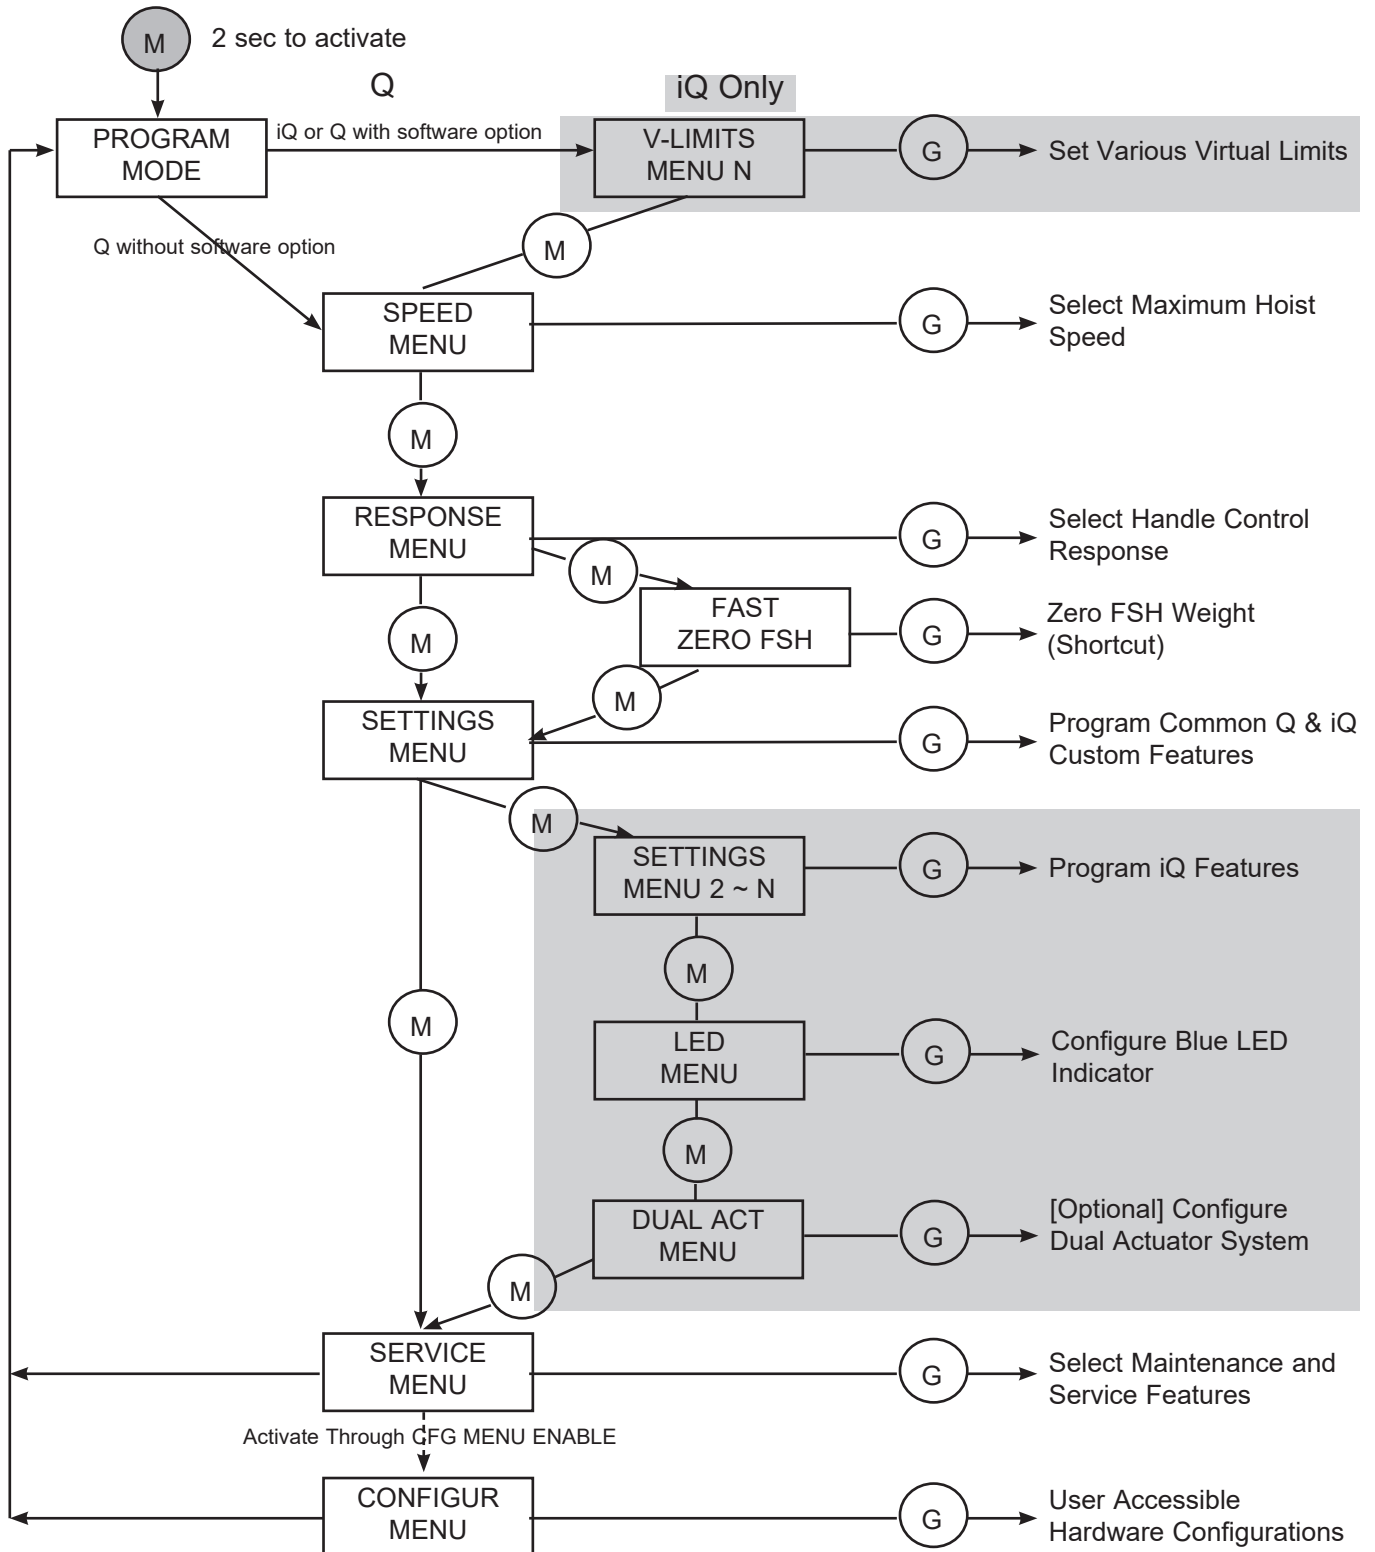 M
2 sec to activate
Q
iQ Only
PROGRAM
MODE
iQ or Q with software option
V-LIMITS
MENU N
G
Set Various Virtual Limits
Q without software option
M
SPEED
MENU
G
Select Maximum Hoist
Speed
M
RESPONSE
MENU
G
Select Handle Control
Response
M
FAST
ZERO FSH
G
Zero FSH Weight
(Shortcut)
M
M
SETTINGS
MENU
G
Program Common Q & iQ
Custom Features
M
SETTINGS
MENU 2 ~ N
G
Program iQ Features
M
M
LED
MENU
G
Configure Blue LED
Indicator
M
DUAL ACT
MENU
G
[Optional] Configure
Dual Actuator System
M
SERVICE
MENU
G
Select Maintenance and
Service Features
Activate Through CFG MENU ENABLE
CONFIGUR
MENU
G
User Accessible
Hardware Configurations